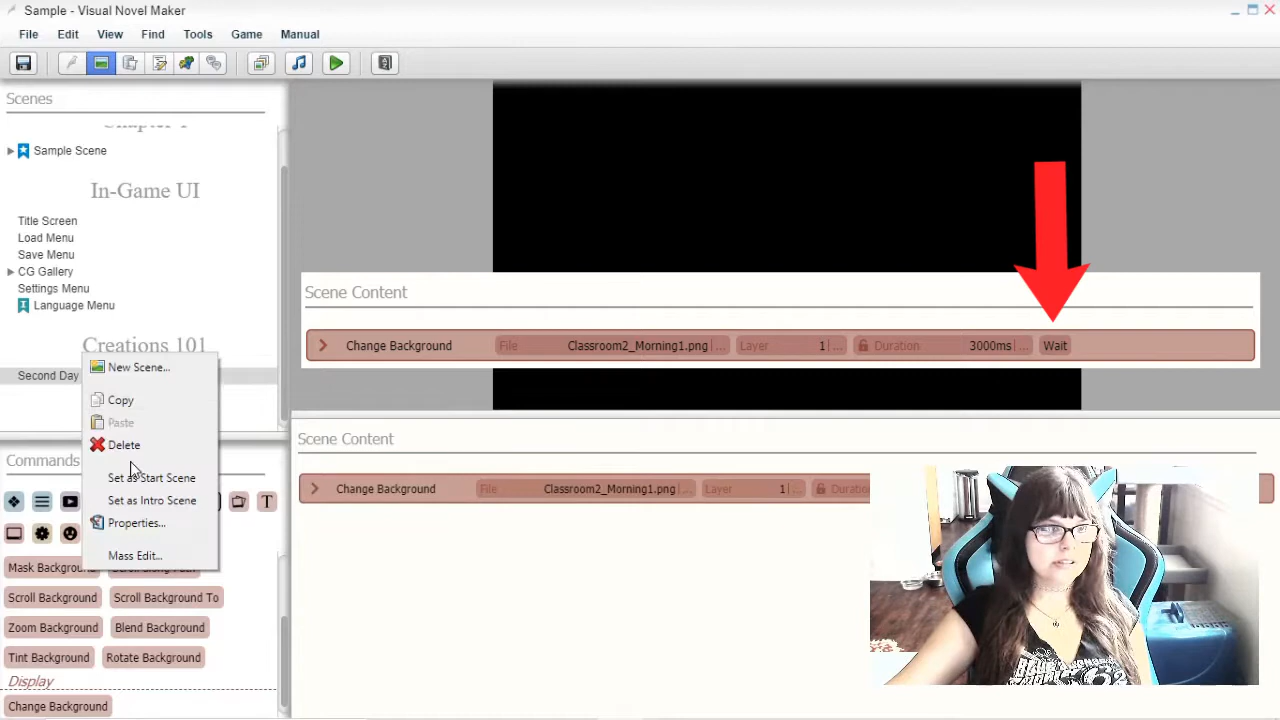 Sample - Visual Novel Maker
File Edit View Find Tools Game Manual
Scenes
Chapter 1
Sample Scene
In-Game UI
Title Screen
Load Menu
Save Menu
CG Gallery
Settings Menu
Language Menu
Creations 101
Second Day
New Scene...
Copy
Paste
Delete
Set as Start Scene
Set as Intro Scene
Properties...
Mass Edit...
Commands
Mask Background
Scroll Background Scroll Background To
Zoom Background Blend Background
Tint Background Rotate Background
Display
Change Background
Scene Content
Change Background File Classroom2_Morning1.png ... Layer 1 ... Duration 3000ms ... Wait
Scene Content
Change Background File Classroom2_Morning1.png ... Layer 1 ... Duration